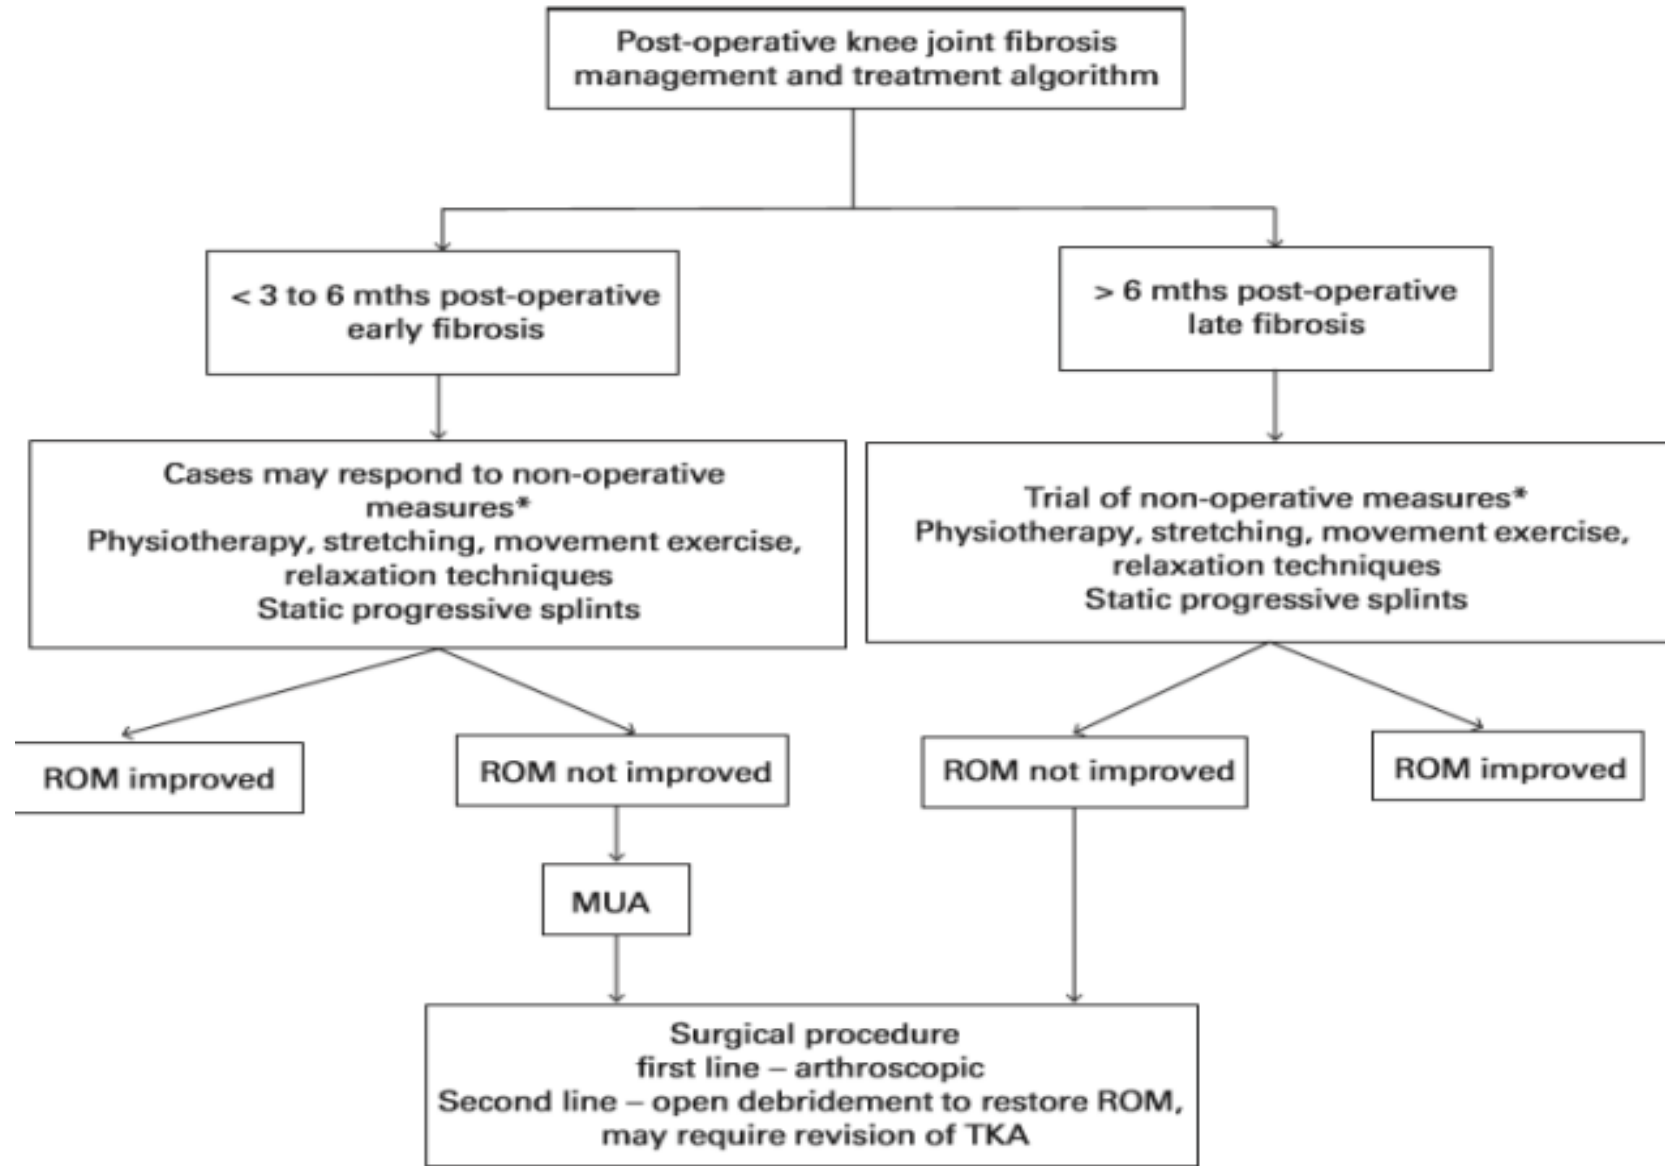 Post-operative knee joint fibrosis
management and treatment algorithm
< 3 to 6 mths post-operative
early fibrosis
> 6 mths post-operative
late fibrosis
Cases may respond to non-operative
measures*
Physiotherapy, stretching, movement exercise,
relaxation techniques
Static progressive splints
Trial of non-operative measures*
Physiotherapy, stretching, movement exercise,
relaxation techniques
Static progressive splints
ROM improved
ROM not improved
ROM not improved
ROM improved
MUA
Surgical procedure
first line – arthroscopic
Second line – open debridement to restore ROM,
may require revision of TKA